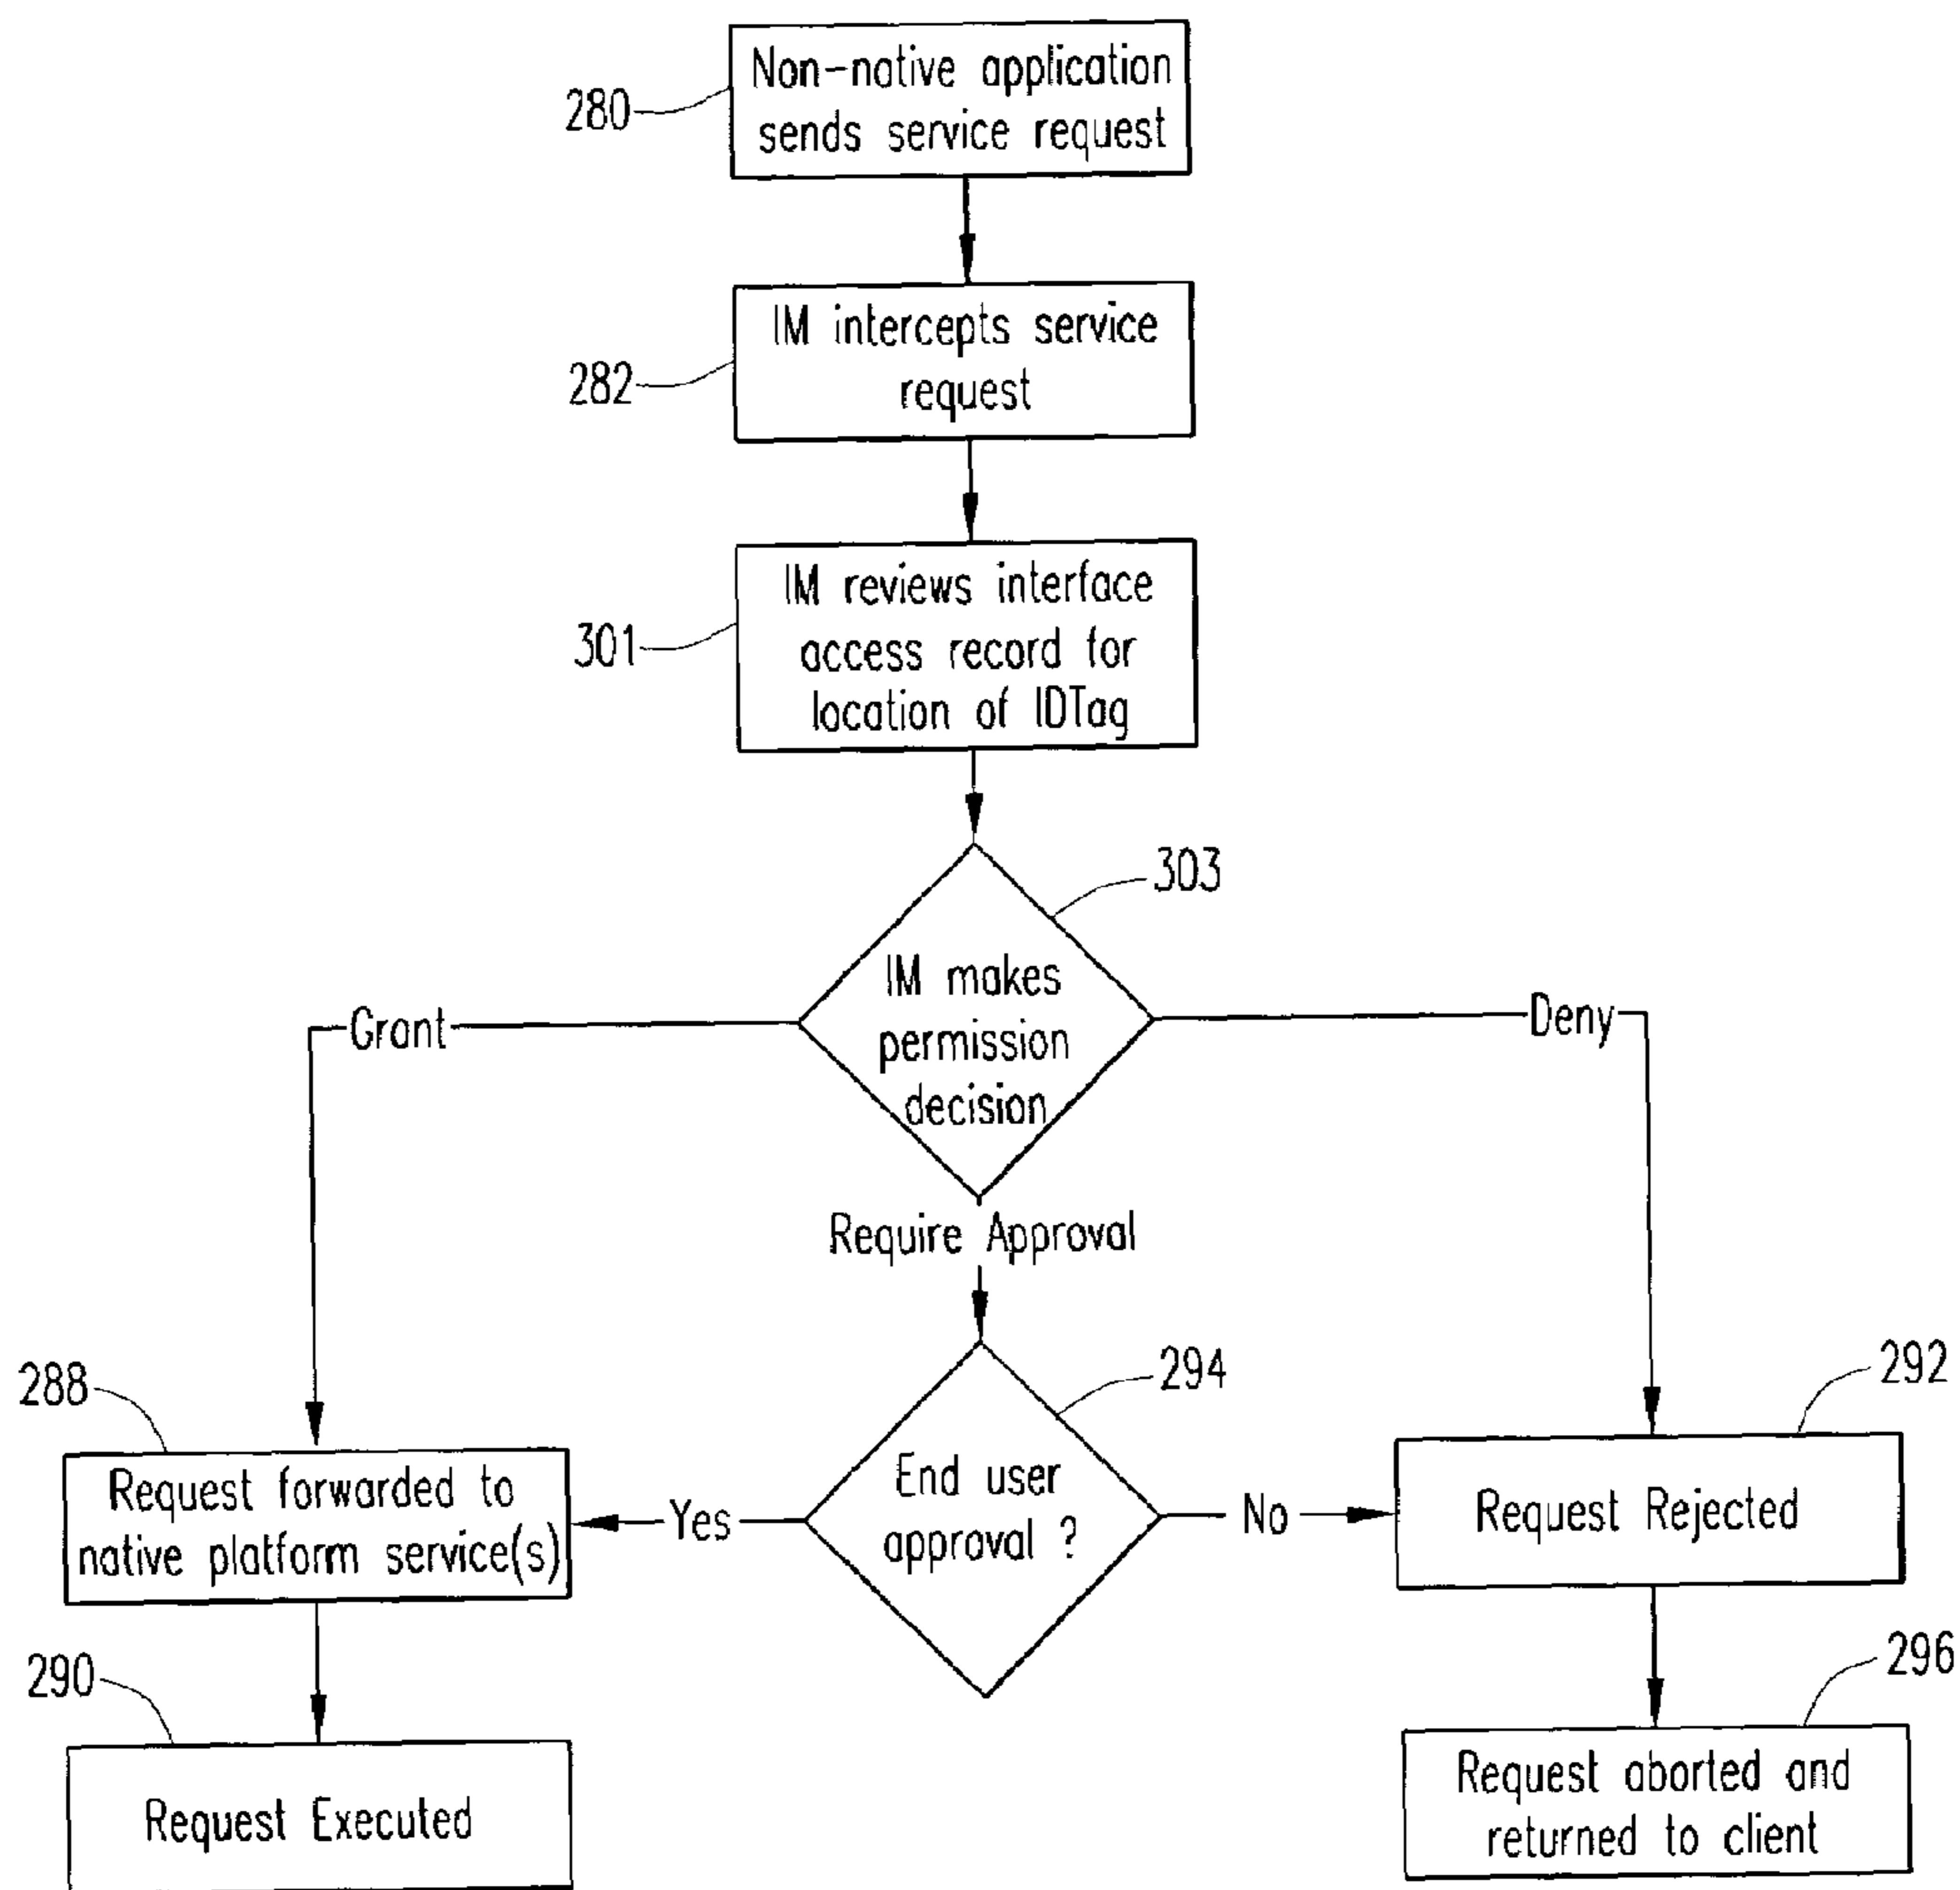 Non-native application
sends service request
280
IM intercepts service
request
282
IM reviews interface
access record for
location of IDTag
301
303
IM makes
permission
decision
Grant
Deny
Require Approval
288
294
292
Request forwarded to
native platform service(s)
Yes
End user
approval ?
No
Request Rejected
290
296
Request Executed
Request aborted and
returned to client